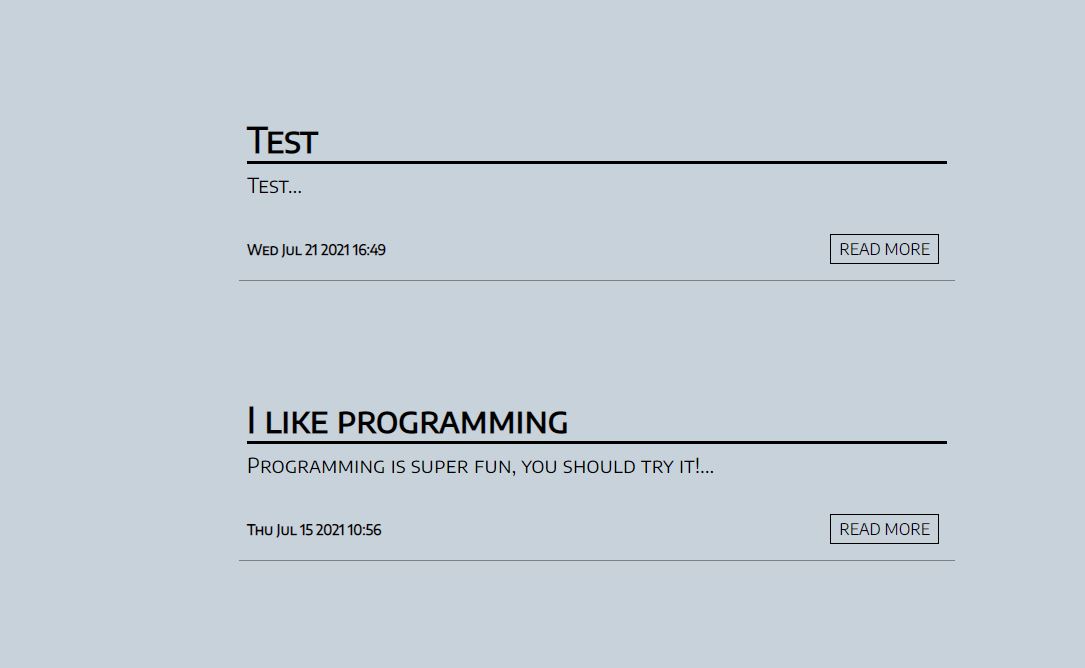 Test
Test...
Wed Jul 21 2021 16:49
READ MORE
I like programming
Programming is super fun, you should try it!...
Thu Jul 15 2021 10:56
READ MORE